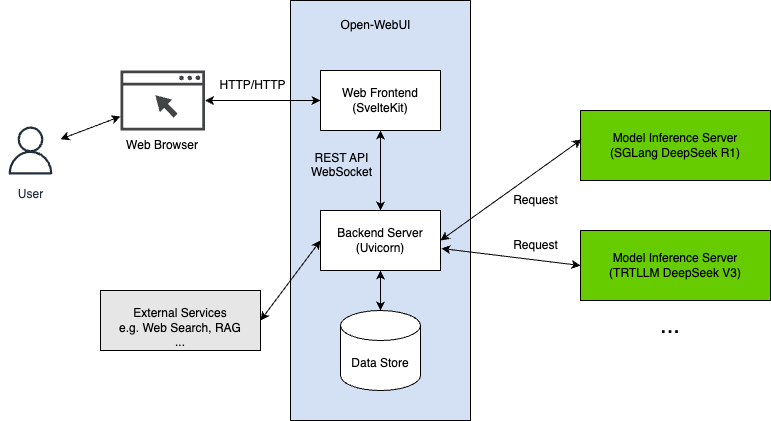 Open-WebUI
HTTP/HTTP
Web Frontend
(SvelteKit)
Web Browser
User
REST API
WebSocket
Model Inference Server
(SGLang DeepSeek R1)
Request
Backend Server
(Uvicorn)
Request
Model Inference Server
(TRTLLM DeepSeek V3)
External Services
e.g. Web Search, RAG
...
Data Store
...